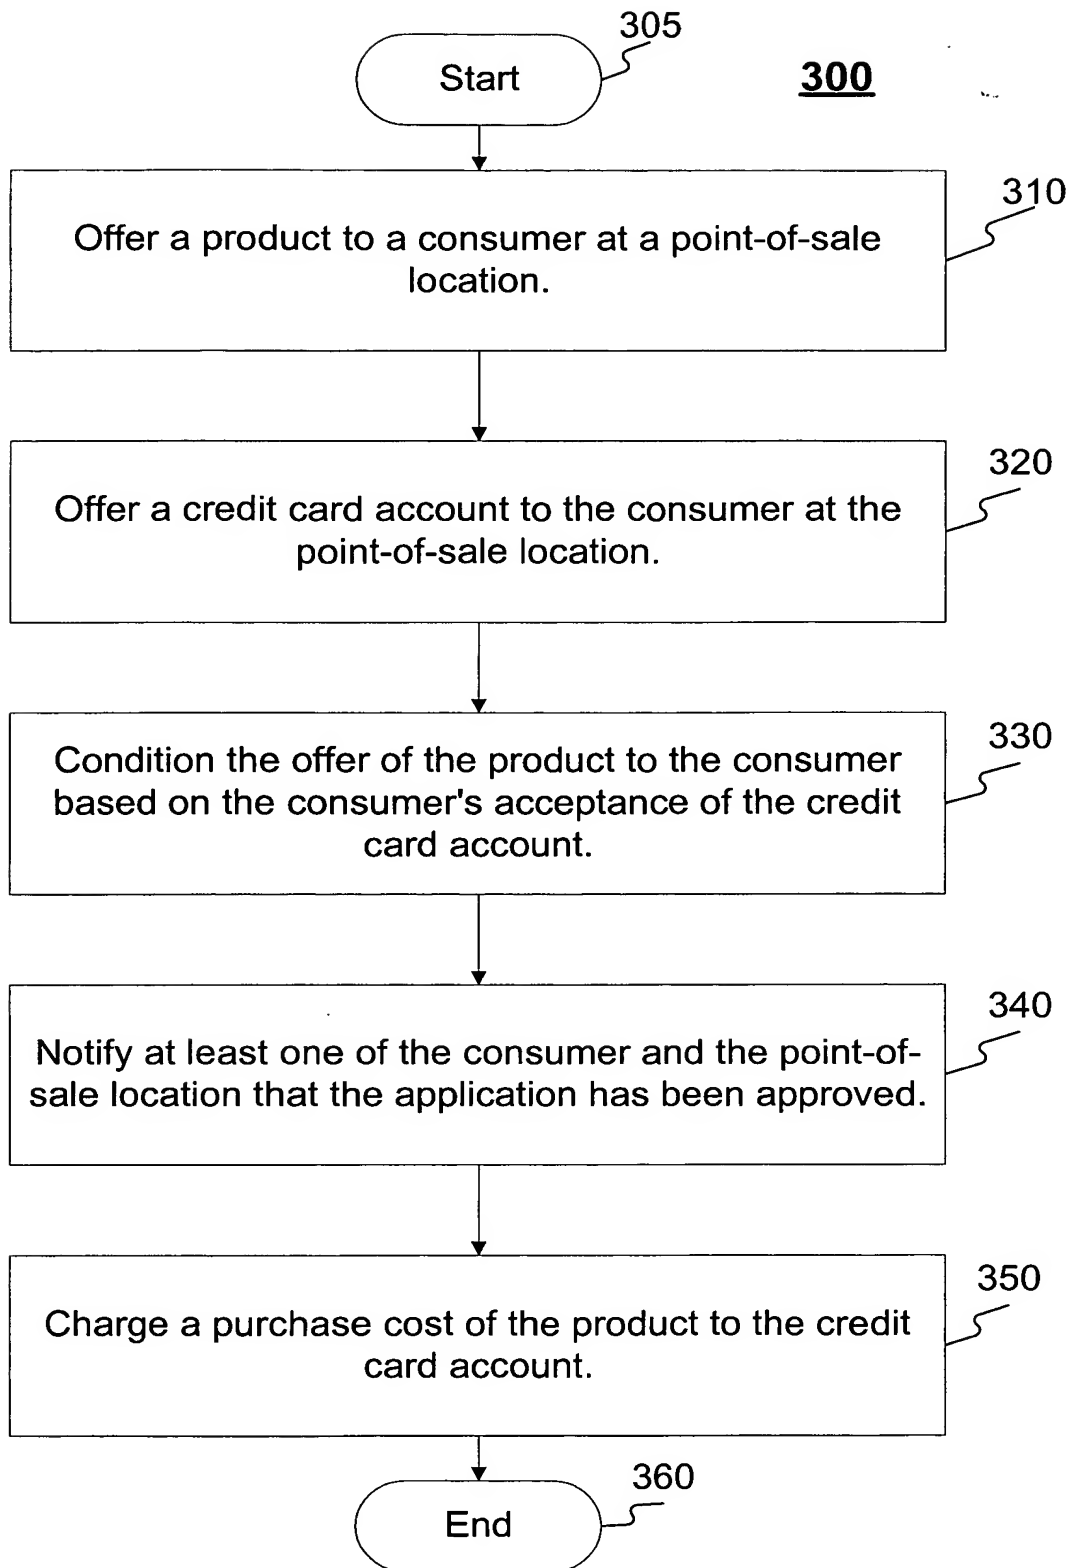 305
Start
300
310
Offer a product to a consumer at a point-of-sale
location.
320
Offer a credit card account to the consumer at the
point-of-sale location.
330
Condition the offer of the product to the consumer
based on the consumer's acceptance of the credit
card account.
340
Notify at least one of the consumer and the point-of-
sale location that the application has been approved.
350
Charge a purchase cost of the product to the credit
card account.
360
End